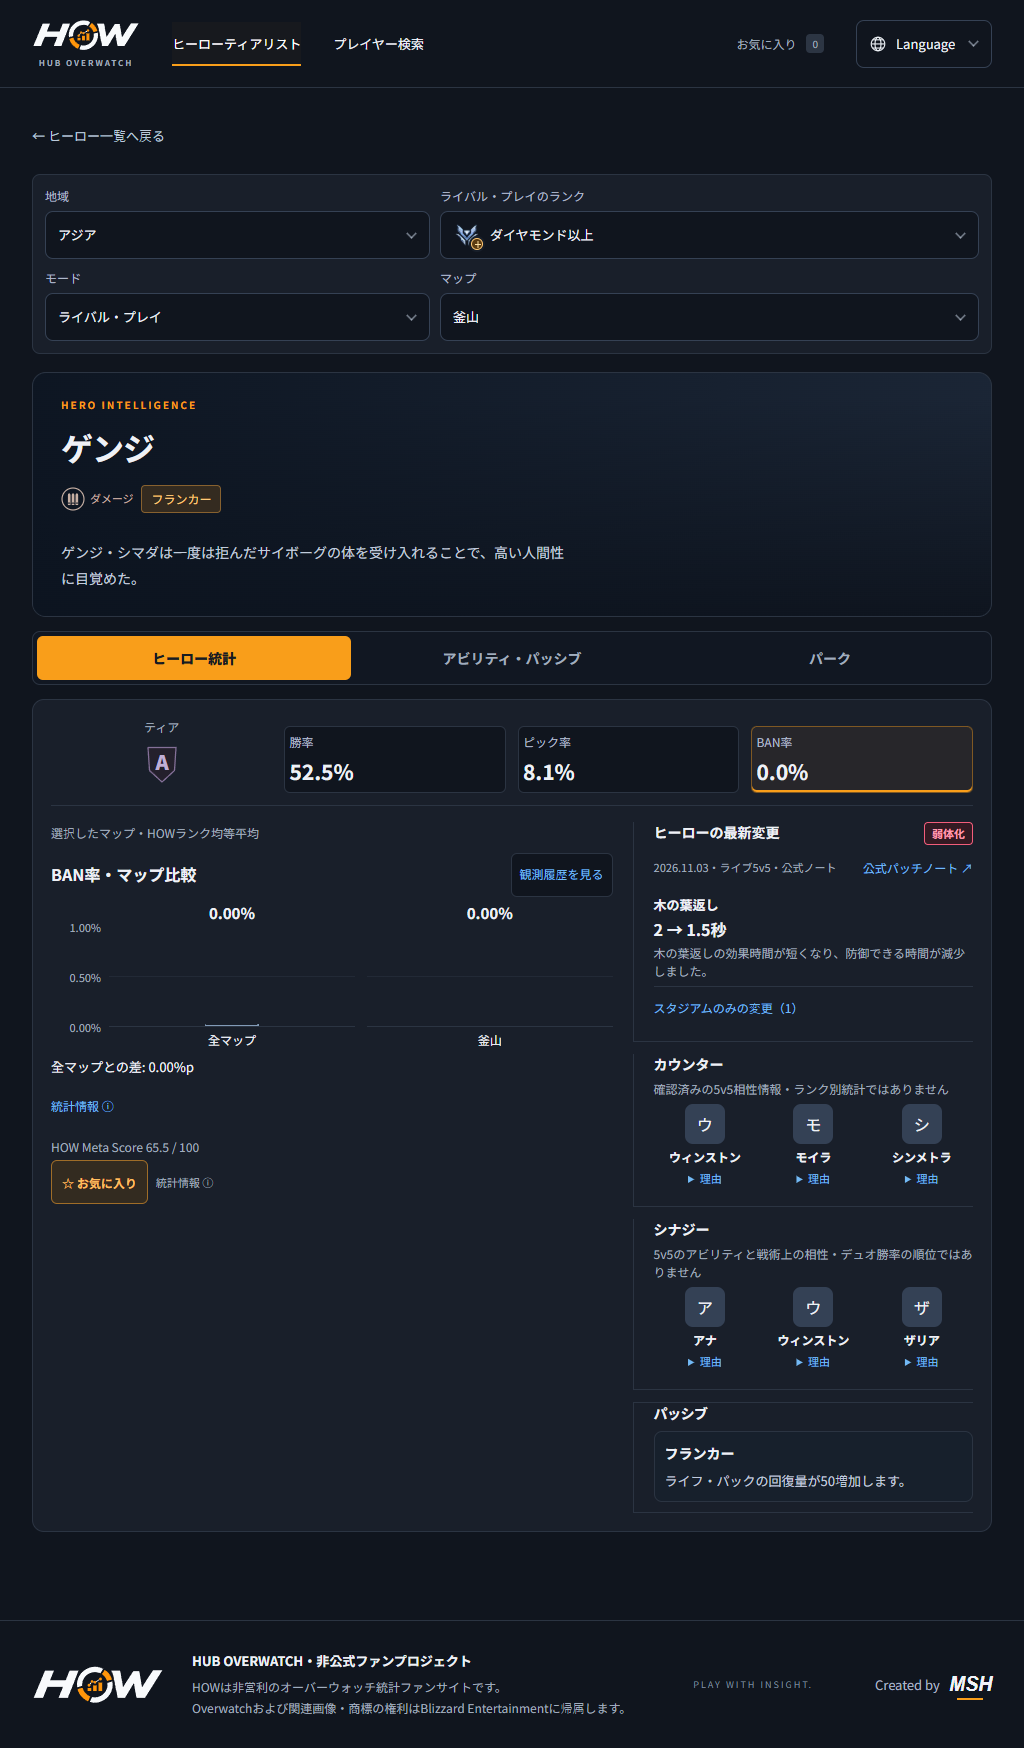 HOW
HUB OVERWATCH
ヒーローティアリスト
プレイヤー検索
お気に入り 0
Language
← ヒーロー一覧へ戻る
地域
アジア
ライバル・プレイのランク
ダイヤモンド以上
モード
ライバル・プレイ
マップ
釜山
HERO INTELLIGENCE
ゲンジ
ダメージ フランカー
ゲンジ・シマダは一度は拒んだサイボーグの体を受け入れることで、高い人間性
に目覚めた。
ヒーロー統計
アビリティ・パッシブ
パーク
ティア
A
勝率
52.5%
ピック率
8.1%
BAN率
0.0%
選択したマップ・HOWランク均等平均
BAN率・マップ比較
観測履歴を見る
0.00%
0.00%
1.00%
0.50%
0.00%
全マップ
釜山
全マップとの差: 0.00%p
統計情報 ⓘ
HOW Meta Score 65.5 / 100
☆ お気に入り
統計情報 ⓘ
ヒーローの最新変更
弱体化
2026.11.03・ライブ5v5・公式ノート
公式パッチノート ↗
木の葉返し
2 → 1.5秒
木の葉返しの効果時間が短くなり、防御できる時間が減少
しました。
スタジアムのみの変更（1）
カウンター
確認済みの5v5相性情報・ランク別統計ではありません
ウ
モ
シ
ウィンストン
モイラ
シンメトラ
▶ 理由
▶ 理由
▶ 理由
シナジー
5v5のアビリティと戦術上の相性・デュオ勝率の順位ではあ
りません
ア
ウ
ザ
アナ
ウィンストン
ザリア
▶ 理由
▶ 理由
▶ 理由
パッシブ
フランカー
ライフ・パックの回復量が50増加します。
HOW
HUB OVERWATCH・非公式ファンプロジェクト
HOWは非営利のオーバーウォッチ統計ファンサイトです。
Overwatchおよび関連画像・商標の権利はBlizzard Entertainmentに帰属します。
PLAY WITH INSIGHT.
Created by MSH